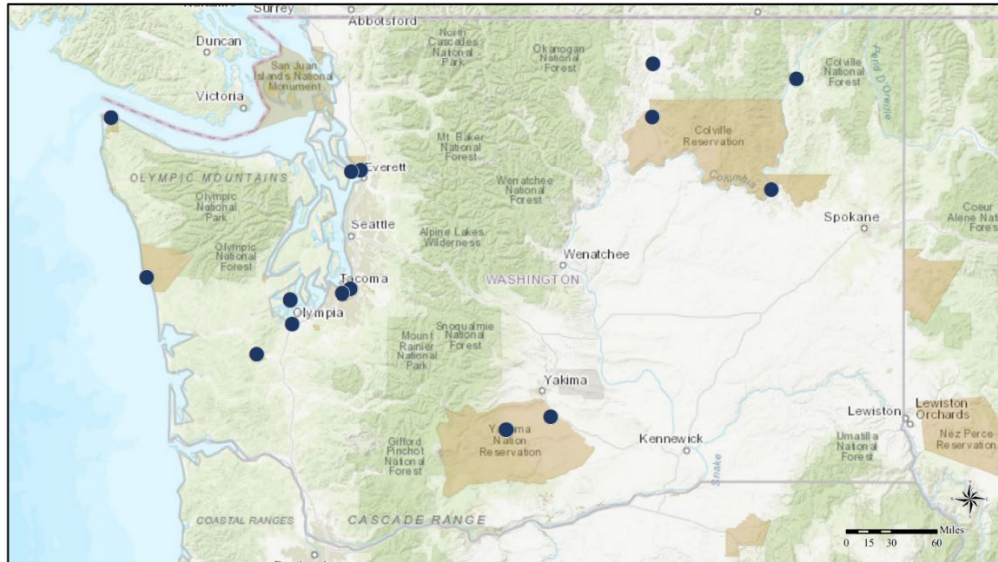 Surrey
Abbotsford
Duncan
North
Cascades
National
Park
Okanogan
National
Forest
Colville
National
Forest
Pend D'Oreille
San Juan
Islands National
Monument
Victoria
Mt. Baker
National
Forest
Colville
Reservation
OLYMPIC MOUNTAINS
Everett
Olympic
National
Park
Wenatchee
National
Forest
Columbia
Seattle
Alpine Lakes
Wilderness
Spokane
Coeur
Alene Nat
Forest
Olympic
National
Forest
Wenatchee
Tacoma
WASHINGTON
Olympia
Snoqualmie
National
Forest
Mount
Rainier
National
Park
Yakima
Lewiston
Lewiston
Orchards
Yakima
Nation
Reservation
Kennewick
Umatilla
National
Forest
Nez Perce
Reservation
Gifford
Pinchot
National
Forest
Snake
COASTAL RANGES
CASCADE RANGE
Miles
0 15 30 60